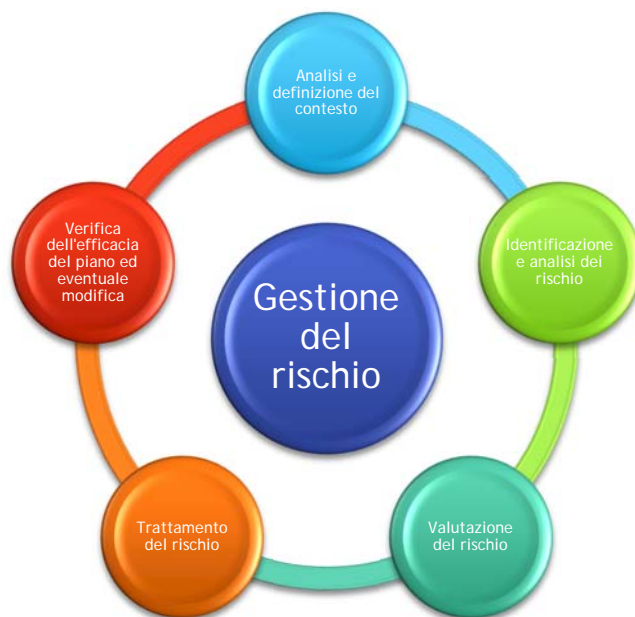 Analisi e
definizione del
contesto
Identificazione
e analisi del
rischio
Valutazione
del rischio
Trattamento
del rischio
Verifica
dell'efficacia
del piano ed
eventuale
modifica
Gestione
del
rischio